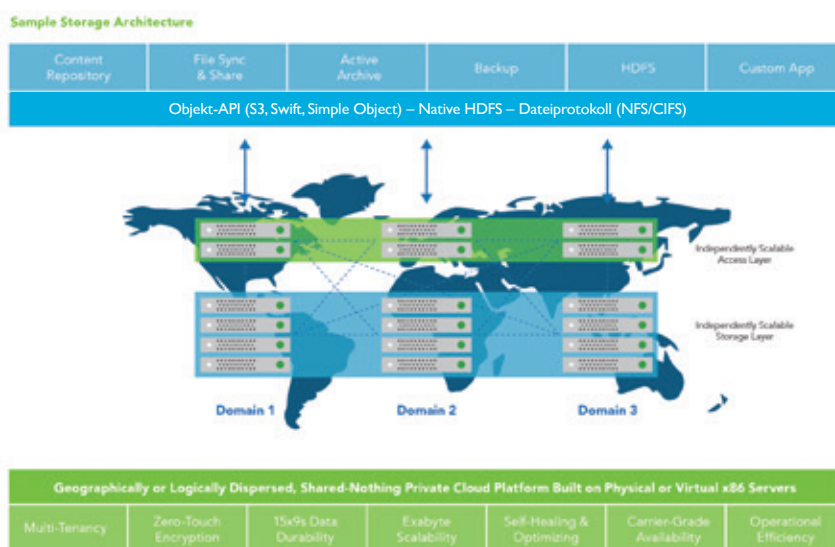 Sample Storage Architecture
Content
Repository
File Sync
& Share
Active
Archive
Backup
HDFS
Custom App
Objekt-API (S3, Swift, Simple Object) – Native HDFS – Dateiprotokoll (NFS/CIFS)
Independently Scalable
Access Layer
Independently Scalable
Storage Layer
Domain 1
Domain 2
Domain 3
Geographically or Logically Dispersed, Shared-Nothing Private Cloud Platform Built on Physical or Virtual x86 Servers
Multi-Tenancy
Zero-Touch
Encryption
15x9s Data
Durability
Exabyte
Scalability
Self-Healing &
Optimizing
Carrier-Grade
Availability
Operational
Efficiency